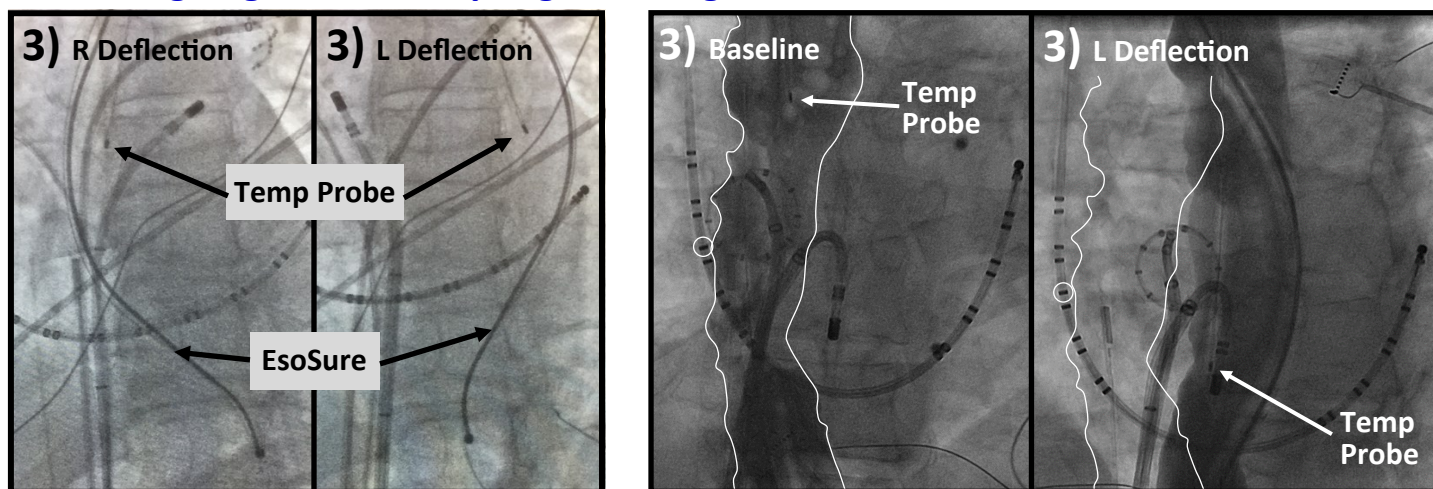 3) R Deflection
3) L Deflection
3) Baseline
3) L Deflection
Temp
Probe
Temp Probe
EsoSure
Temp
Probe